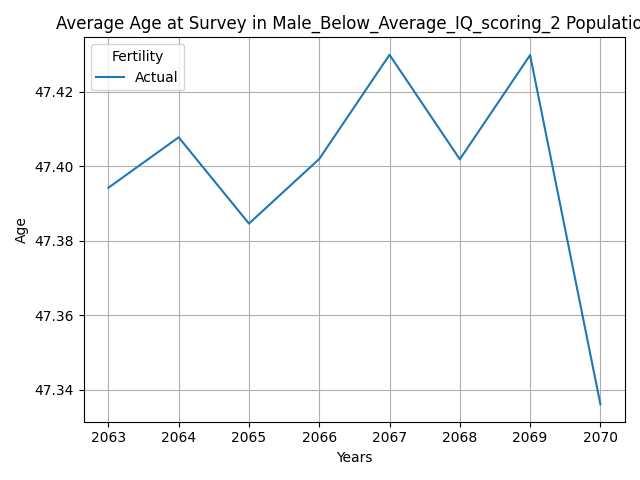 Average Age at Survey in Male_Below_Average_IQ_scoring_2 Populatio
Fertility
Actual
47.42
47.40
47.38
47.36
47.34
Age
2063 2064 2065 2066 2067 2068 2069 2070
Years